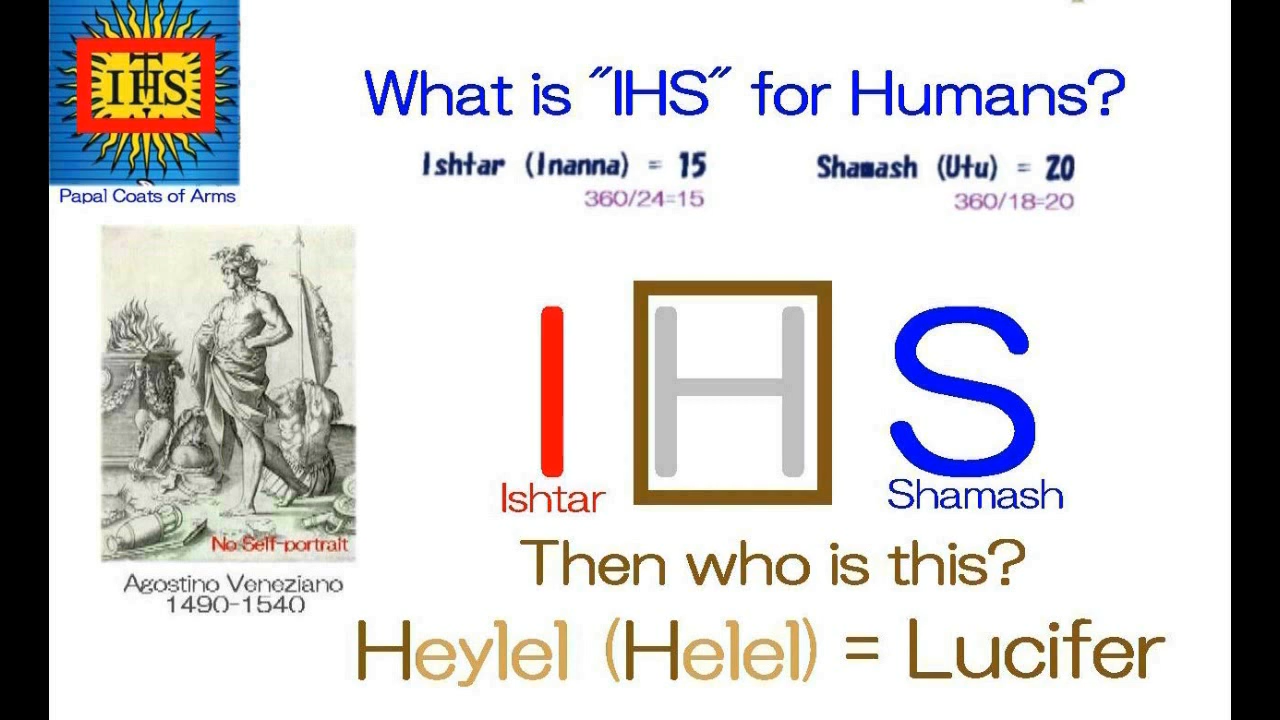 IHS
What is "IHS" for Humans?
Ishtar (Inanna) = 15
360/24=15
Shamash (Utu) = 20
360/18=20
Papal Coats of Arms
I H S
Ishtar
Shamash
No Self-portrait
Then who is this?
Agostino Veneziano
1490-1540
Heylel (Helel) = Lucifer